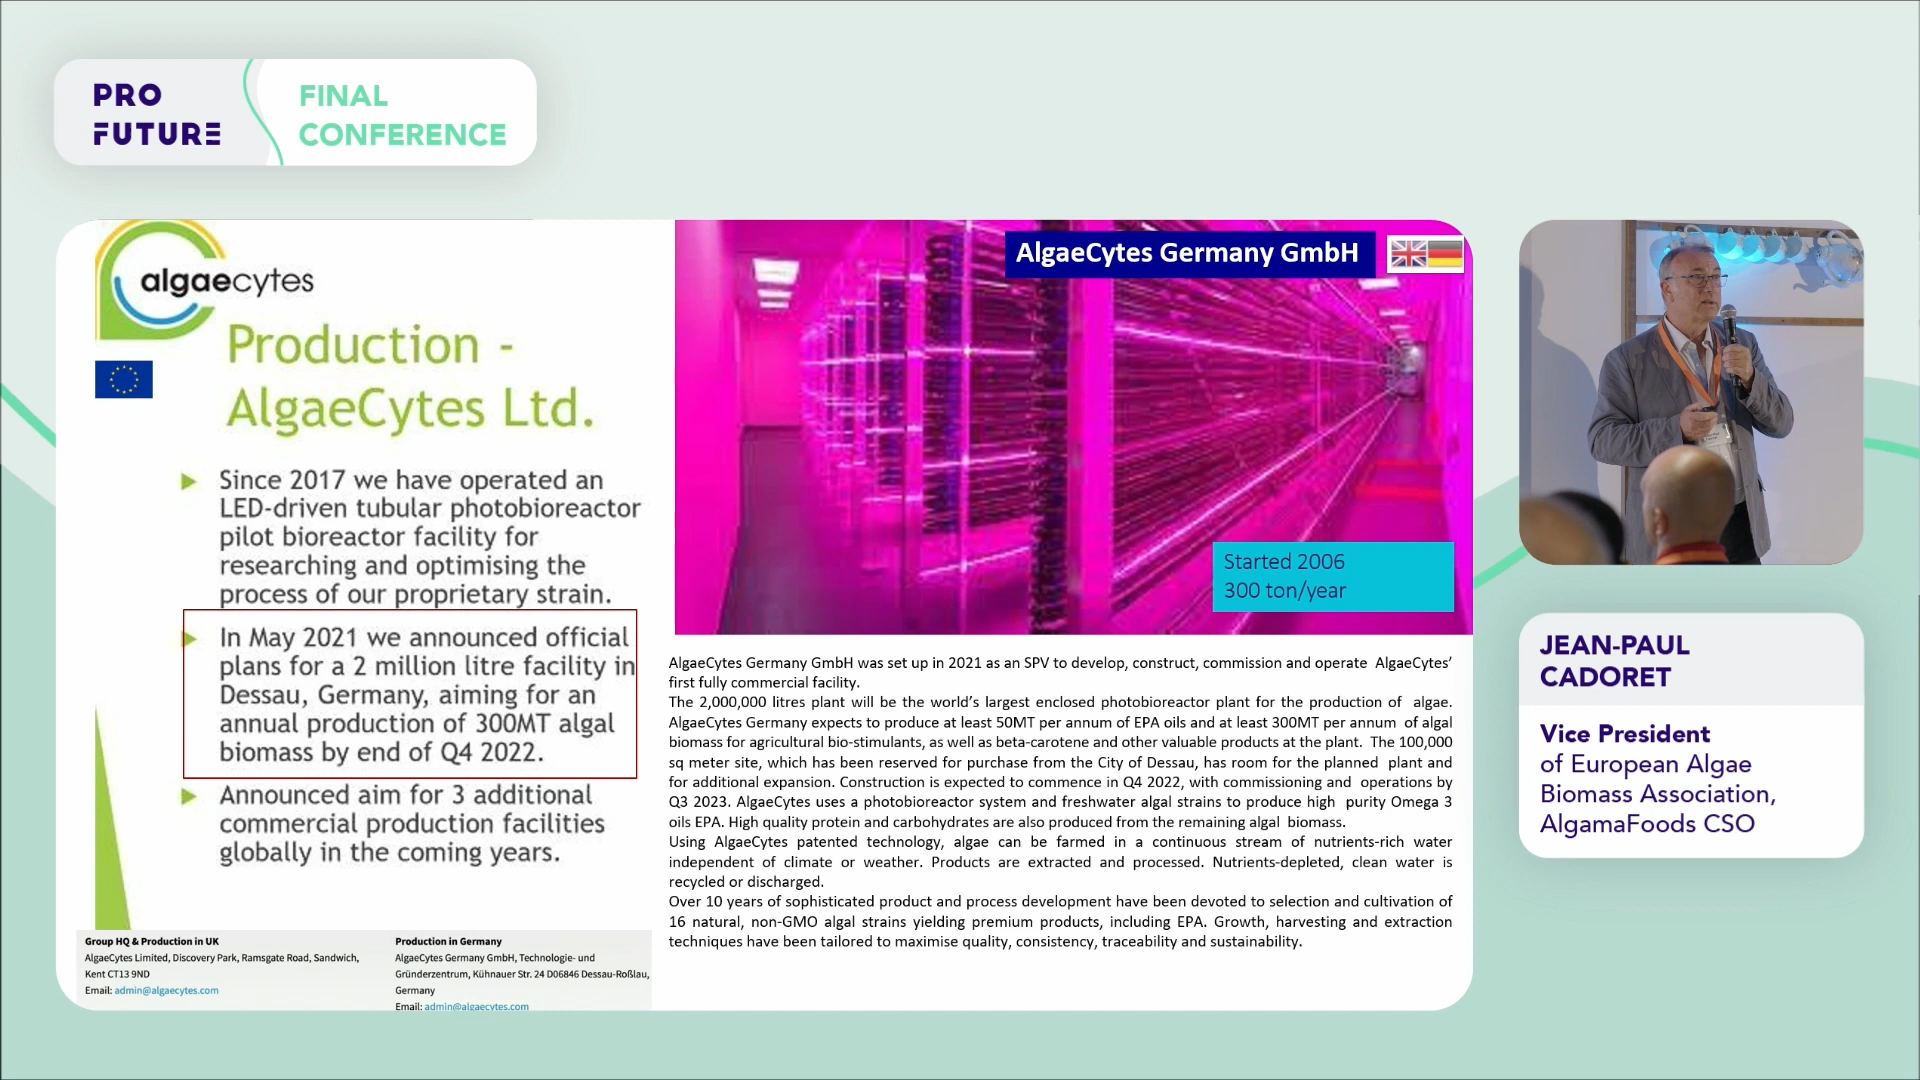 PRO
FUTURE
FINAL
CONFERENCE
algaecytes
Production -
AlgaeCytes Ltd.
Since 2017 we have operated an
LED-driven tubular photobioreactor
pilot bioreactor facility for
researching and optimising the
process of our proprietary strain.
In May 2021 we announced official
plans for a 2 million litre facility in
Dessau, Germany, aiming for an
annual production of 300MT algal
biomass by end of Q4 2022.
Announced aim for 3 additional
commercial production facilities
globally in the coming years.
Group HQ & Production in UK
AlgaeCytes Limited, Discovery Park, Ramsgate Road, Sandwich,
Kent CT13 9ND
Email: admin@algaecytes.com
Production in Germany
AlgaeCytes Germany GmbH, Technologie- und
Gründerzentrum, Kühnauer Str. 24 D06846 Dessau-Roßlau,
Germany
Email: admin@algaecytes.com
AlgaeCytes Germany GmbH
Started 2006
300 ton/year
AlgaeCytes Germany GmbH was set up in 2021 as an SPV to develop, construct, commission and operate AlgaeCytes’
first fully commercial facility.
The 2,000,000 litres plant will be the world’s largest enclosed photobioreactor plant for the production of algae.
AlgaeCytes Germany expects to produce at least 50MT per annum of EPA oils and at least 300MT per annum of algal
biomass for agricultural bio-stimulants, as well as beta-carotene and other valuable products at the plant. The 100,000
sq meter site, which has been reserved for purchase from the City of Dessau, has room for the planned plant and
for additional expansion. Construction is expected to commence in Q4 2022, with commissioning and operations by
Q3 2023. AlgaeCytes uses a photobioreactor system and freshwater algal strains to produce high purity Omega 3
oils EPA. High quality protein and carbohydrates are also produced from the remaining algal biomass.
Using AlgaeCytes patented technology, algae can be farmed in a continuous stream of nutrients-rich water
independent of climate or weather. Products are extracted and processed. Nutrients-depleted, clean water is
recycled or discharged.
Over 10 years of sophisticated product and process development have been devoted to selection and cultivation of
16 natural, non-GMO algal strains yielding premium products, including EPA. Growth, harvesting and extraction
techniques have been tailored to maximise quality, consistency, traceability and sustainability.
JEAN-PAUL
CADORET
Vice President
of European Algae
Biomass Association,
AlgamaFoods CSO